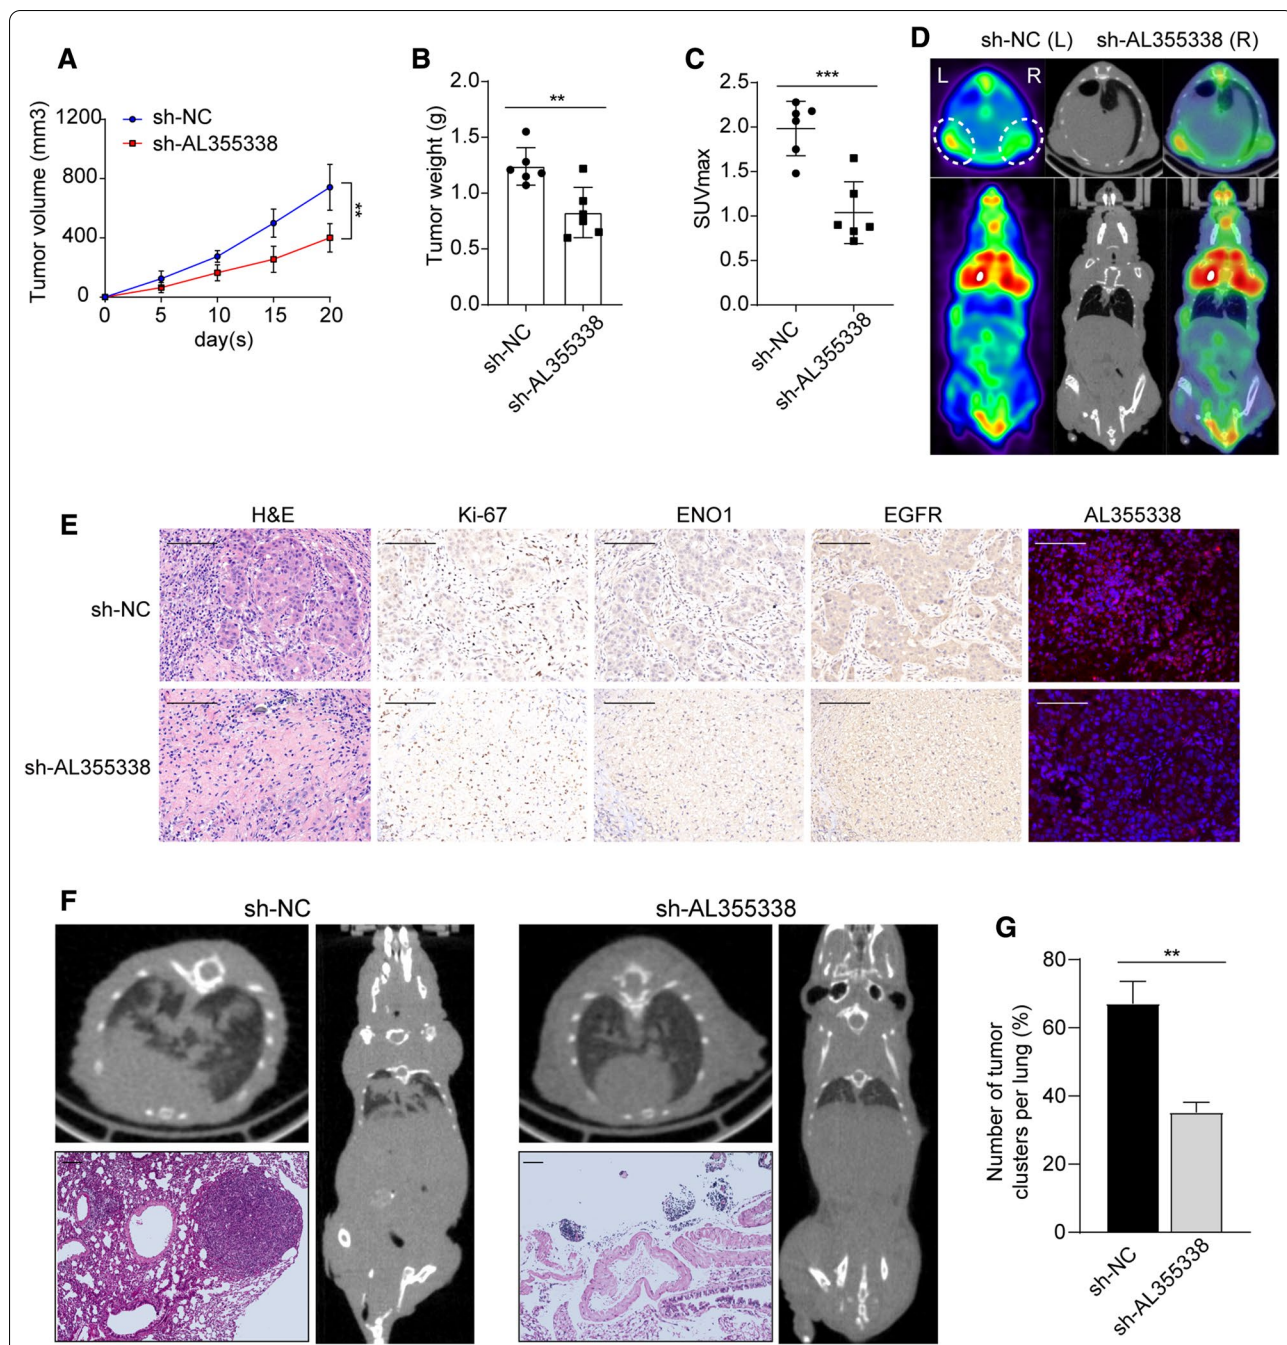 A
Tumor volume (mm3)
1200
800
400
0
sh-NC
sh-AL355338
**
0 5 10 15 20
day(s)
B
Tumor weight (g)
2.0
1.5
1.0
0.5
0.0
**
sh-NC
sh-AL355338
C
SUVmax
2.5
2.0
1.5
1.0
0.5
0.0
***
sh-NC
sh-AL355338
D
sh-NC (L) sh-AL355338 (R)
L R
E
H&E Ki-67 ENO1 EGFR AL355338
sh-NC
sh-AL355338
F
sh-NC sh-AL355338
G
Number of tumor
clusters per lung (%)
80
60
40
20
0
**
sh-NC
sh-AL355338